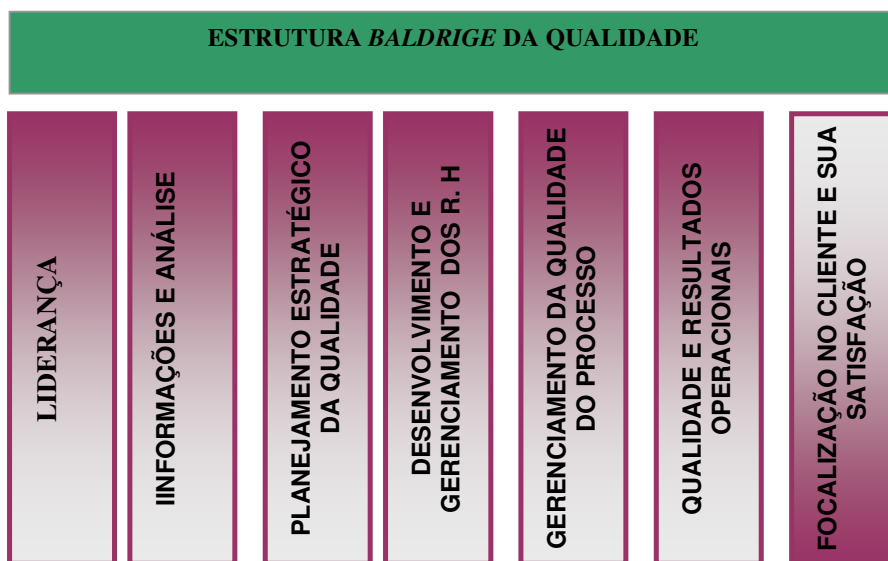 ESTRUTURA BALDRIGE DA QUALIDADE
LIDERANÇA
IINFORMAÇÕES E ANÁLISE
PLANEJAMENTO ESTRATÉGICO
DA QUALIDADE
DESENVOLVIMENTO E
GERENCIAMENTO DOS R. H
GERENCIAMENTO DA QUALIDADE
DO PROCESSO
QUALIDADE E RESULTADOS
OPERACIONAIS
FOCALIZAÇÃO NO CLIENTE E SUA
SATISFAÇÃO